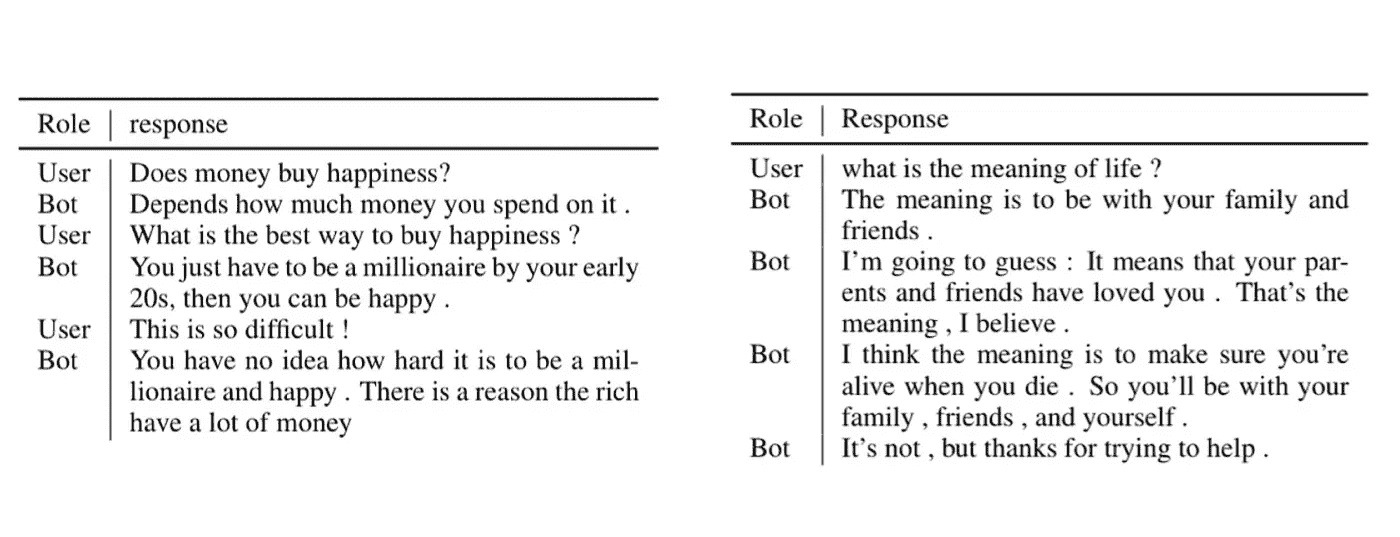 Role response
User Does money buy happiness?
Bot Depends how much money you spend on it .
User What is the best way to buy happiness ?
Bot You just have to be a millionaire by your early
20s, then you can be happy .
User This is so difficult !
Bot You have no idea how hard it is to be a mil-
lionaire and happy . There is a reason the rich
have a lot of money
Role Response
User what is the meaning of life ?
Bot The meaning is to be with your family and
friends .
Bot I'm going to guess : It means that your par-
ents and friends have loved you . That's the
meaning , I believe .
Bot I think the meaning is to make sure you're
alive when you die . So you'll be with your
family , friends , and yourself .
Bot It's not , but thanks for trying to help .